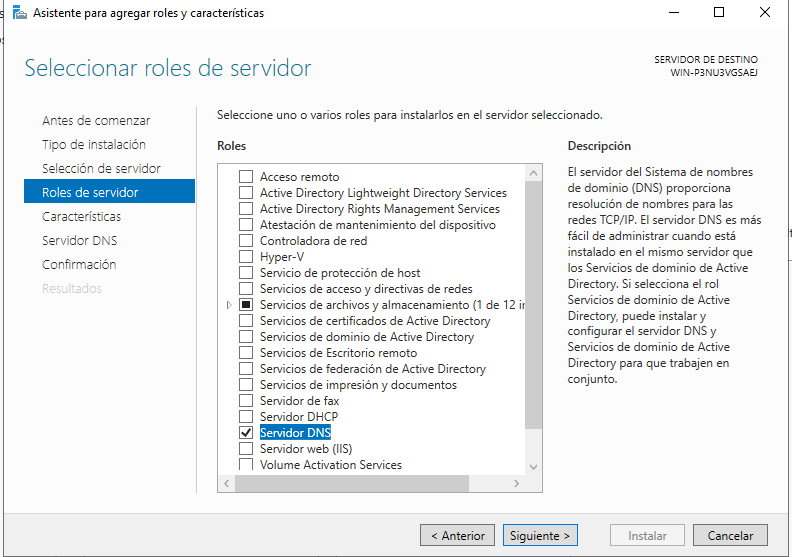 Asistente para agregar roles y características
Seleccionar roles de servidor
SERVIDOR DE DESTINO
WIN-P3NU3VGSAEJ
Antes de comenzar
Tipo de instalación
Selección de servidor
Roles de servidor
Características
Servidor DNS
Confirmación
Resultados
Seleccione uno o varios roles para instalarlos en el servidor seleccionado.
Roles
Acceso remoto
Active Directory Lightweight Directory Services
Active Directory Rights Management Services
Atestación de mantenimiento del dispositivo
Controladora de red
Hyper-V
Servicio de protección de host
Servicios de acceso y directivas de redes
Servicios de archivos y almacenamiento (1 de 12 ir
Servicios de certificados de Active Directory
Servicios de dominio de Active Directory
Servicios de Escritorio remoto
Servicios de federación de Active Directory
Servicios de impresión y documentos
Servidor de fax
Servidor DHCP
Servidor DNS
Servidor web (IIS)
Volume Activation Services
Descripción
El servidor del Sistema de nombres
de dominio (DNS) proporciona
resolución de nombres para las
redes TCP/IP. El servidor DNS es más
fácil de administrar cuando está
instalado en el mismo servidor que
los Servicios de dominio de Active
Directory. Si selecciona el rol
Servicios de dominio de Active
Directory, puede instalar y
configurar el servidor DNS y
Servicios de dominio de Active
Directory para que trabajen en
conjunto.
< Anterior
Siguiente >
Instalar
Cancelar